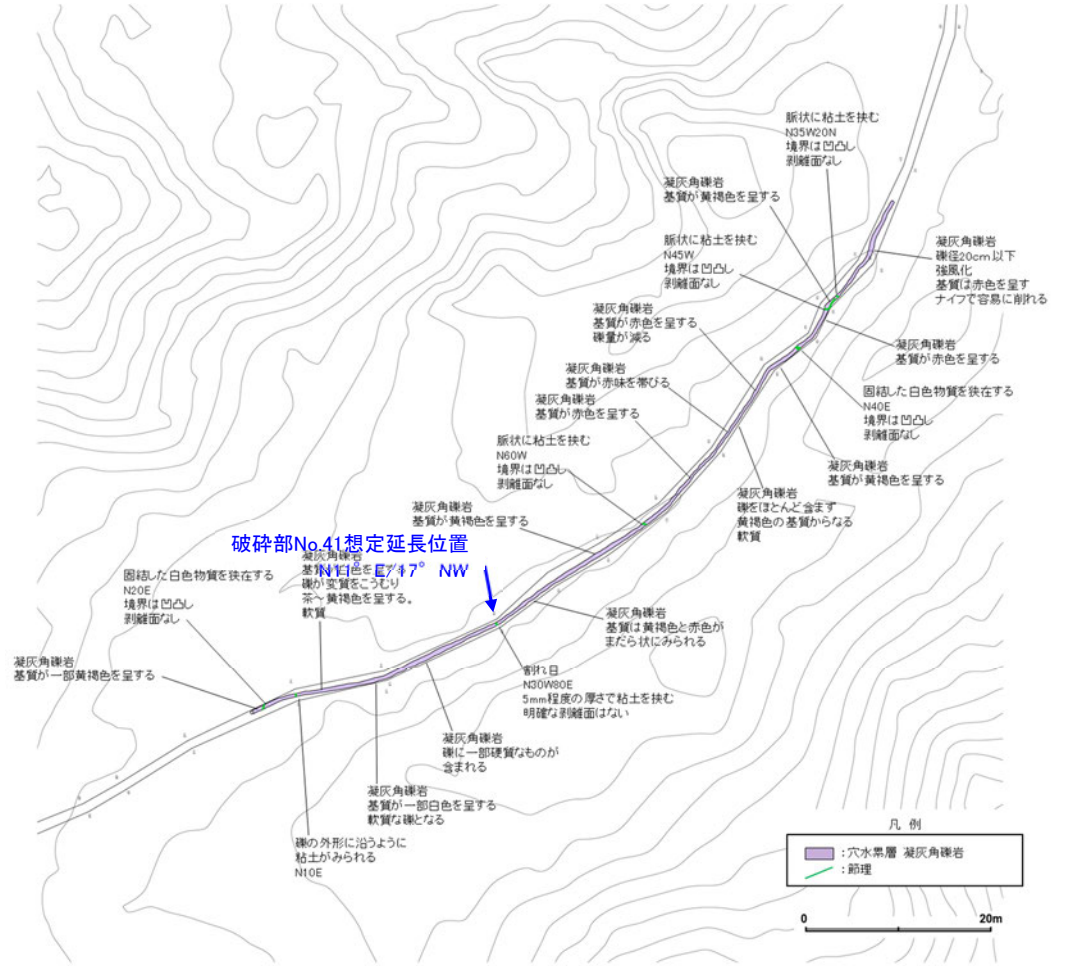 脈状に粘土を挟む
N35W20N
境界は凹凸し
剥離面なし
凝灰角礫岩
基質が黄褐色を呈する
脈状に粘土を挟む
N45W
境界は凹凸し
剥離面なし
凝灰角礫岩
礫径20cm以下
強風化
基質は赤色を呈す
ナイフで容易に削れる
凝灰角礫岩
基質が赤色を呈する
礫量が減る
凝灰角礫岩
基質が赤色を呈する
凝灰角礫岩
基質が赤味を帯びる
固結した白色物質を狭在する
N40E
境界は凹凸し
剥離面なし
凝灰角礫岩
基質が赤色を呈する
脈状に粘土を挟む
N60W
境界は凹凸し
剥離面なし
凝灰角礫岩
基質が黄褐色を呈する
凝灰角礫岩
礫をほとんど含まず
黄褐色の基質からなる
軟質
凝灰角礫岩
基質が黄褐色を呈する
破砕部No.41想定延長位置
N11°E/17°NW
凝灰角礫岩
礫が変質をこうむり
茶～黄褐色を呈する。
軟質
固結した白色物質を狭在する
N20E
境界は凹凸し
剥離面なし
凝灰角礫岩
基質は黄褐色と赤色が
まだら状にみられる
凝灰角礫岩
基質が一部黄褐色を呈する
割れ目
N30W80E
5mm程度の厚さで粘土を挟む
明確な剥離面はない
凝灰角礫岩
礫に一部硬質なものが
含まれる
凝灰角礫岩
基質が一部白色を呈する
軟質な礫となる
礫の外形に沿うように
粘土がみられる
N10E
凡 例
：穴水累層 凝灰角礫岩
：節理
0 20m